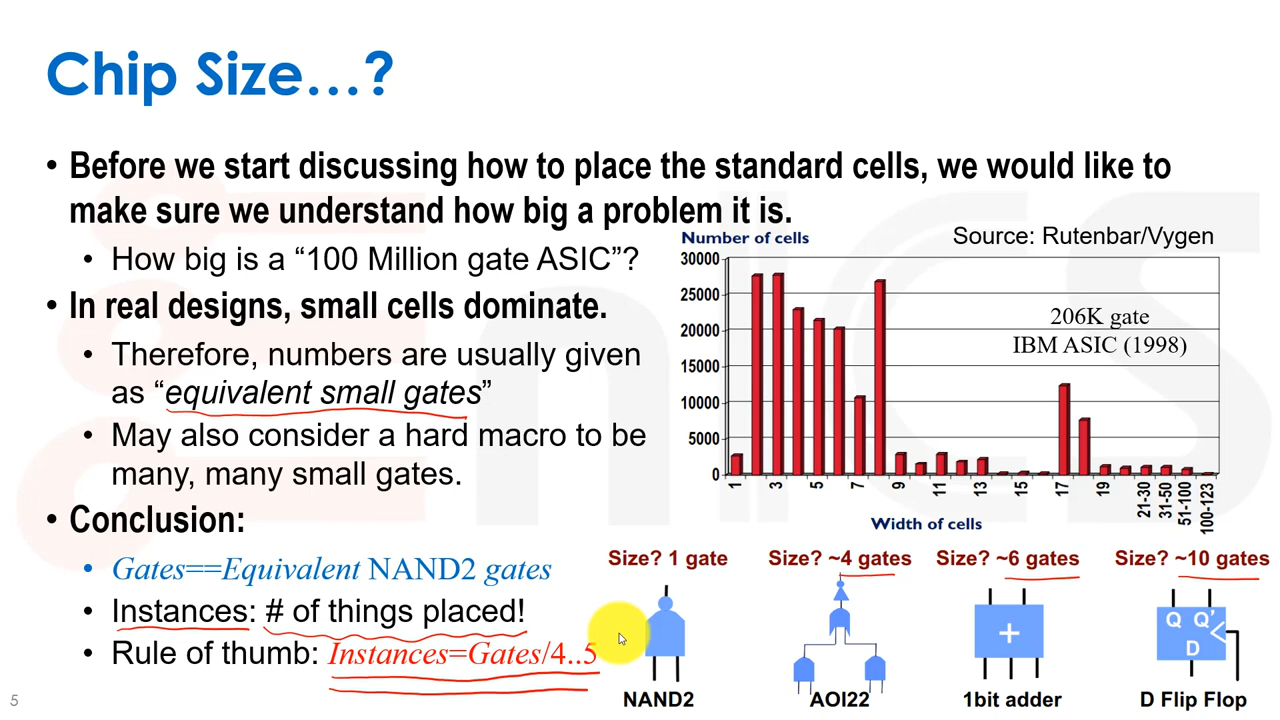 Chip Size…?
• Before we start discussing how to place the standard cells, we would like to
make sure we understand how big a problem it is.
• How big is a “100 Million gate ASIC”?
• In real designs, small cells dominate.
• Therefore, numbers are usually given
as “equivalent small gates”
• May also consider a hard macro to be
many, many small gates.
• Conclusion:
• Gates==Equivalent NAND2 gates
• Instances: # of things placed!
• Rule of thumb: Instances=Gates/4..5
Number of cells
Source: Rutenbar/Vygen
30000
25000
20000
15000
10000
5000
0
206K gate
IBM ASIC (1998)
1 3 5 7 9 11 13 15 17 19 21-30 31-50 51-100 100-123
Width of cells
Size? 1 gate Size? ~4 gates Size? ~6 gates Size? ~10 gates
+
Q Q’
D
NAND2 AOI22 1bit adder D Flip Flop
5
enics